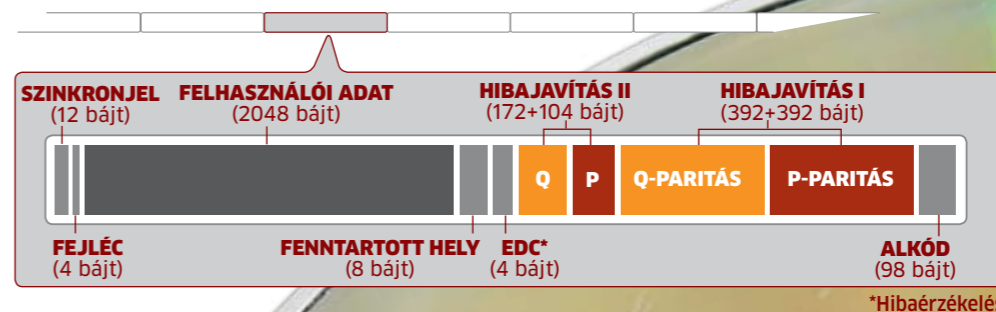 SZINKRONJEL
(12 bájt)
FELHASZNÁLÓI ADAT
(2048 bájt)
HIBAJAVÍTÁS II
(172+104 bájt)
HIBAJAVÍTÁS I
(392+392 bájt)
Q
P
Q-PARITÁS
P-PARITÁS
FEJLÉC
(4 bájt)
FENNTARTOTT HELY
(8 bájt)
EDC*
(4 bájt)
ALKÓD
(98 bájt)
*Hibaérzékelés